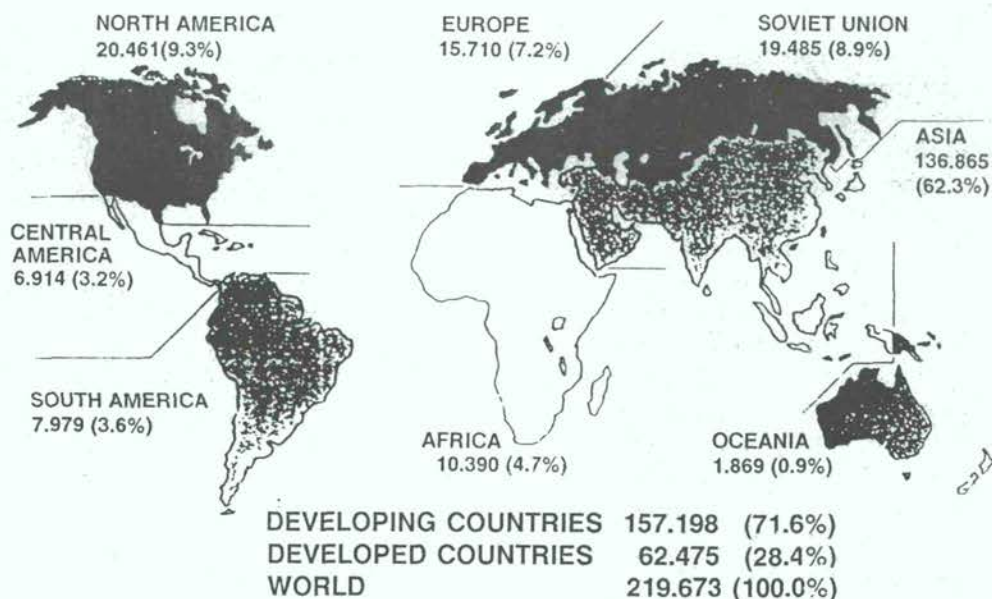 NORTH AMERICA
20.461(9.3%)
EUROPE
15.710 (7.2%)
SOVIET UNION
19.485 (8.9%)
ASIA
136.865
(62.3%)
CENTRAL
AMERICA
6.914 (3.2%)
SOUTH AMERICA
7.979 (3.6%)
AFRICA
10.390 (4.7%)
OCEANIA
1.869 (0.9%)
DEVELOPING COUNTRIES 157.198 (71.6%)
DEVELOPED COUNTRIES 62.475 (28.4%)
WORLD 219.673 (100.0%)